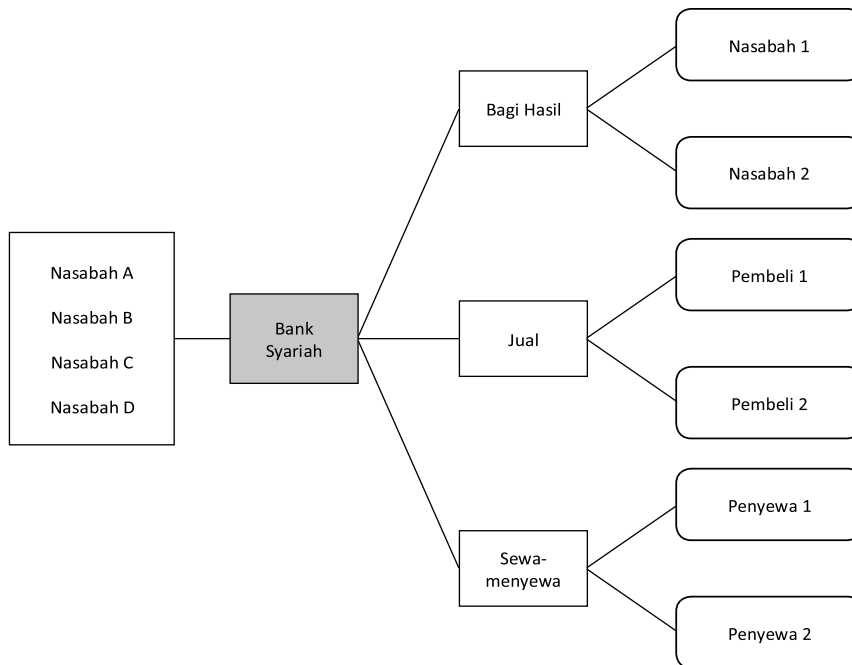 Nasabah A
Nasabah B
Nasabah C
Nasabah D
Bank
Syariah
Bagi Hasil
Nasabah 1
Nasabah 2
Jual
Pembeli 1
Pembeli 2
Sewa-
menyewa
Penyewa 1
Penyewa 2